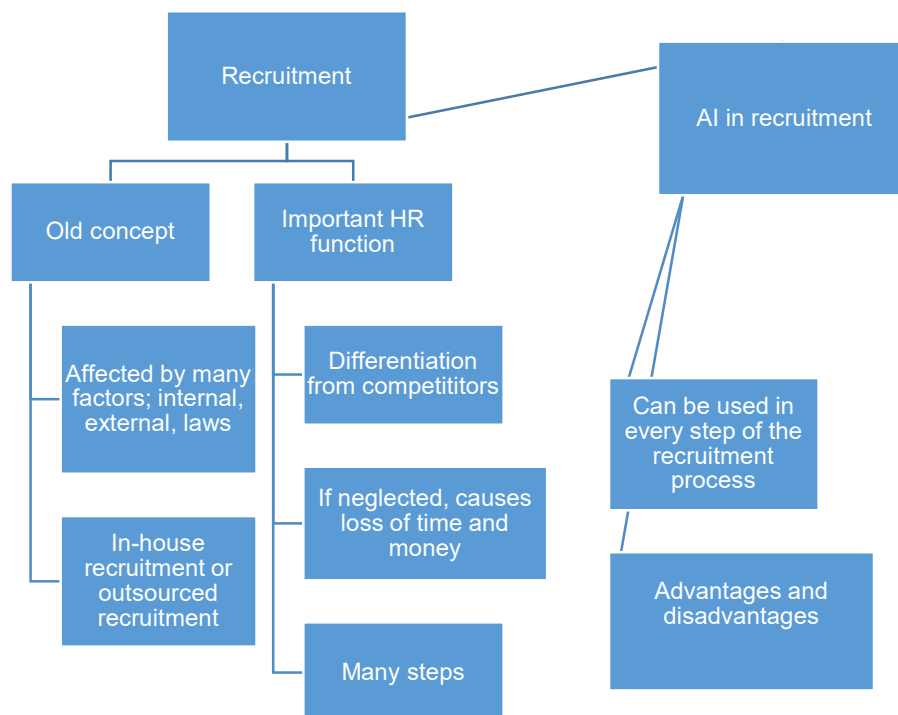 Recruitment
AI in recruitment
Old concept
Important HR
function
Affected by many
factors; internal,
external, laws
In-house
recruitment or
outsourced
recruitment
Differentiation
from competititors
If neglected, causes
loss of time and
money
Many steps
Can be used in
every step of the
recruitment
process
Advantages and
disadvantages